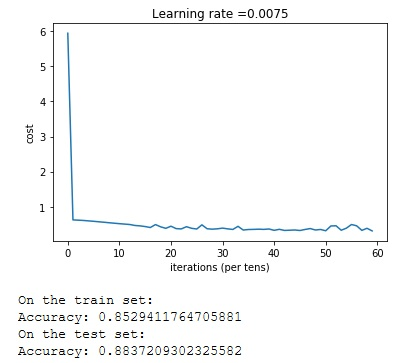 Learning rate =0.0075
6
5
4
3
2
1
cost
0 10 20 30 40 50 60
iterations (per tens)
On the train set:
Accuracy: 0.8529411764705881
On the test set:
Accuracy: 0.8837209302325582